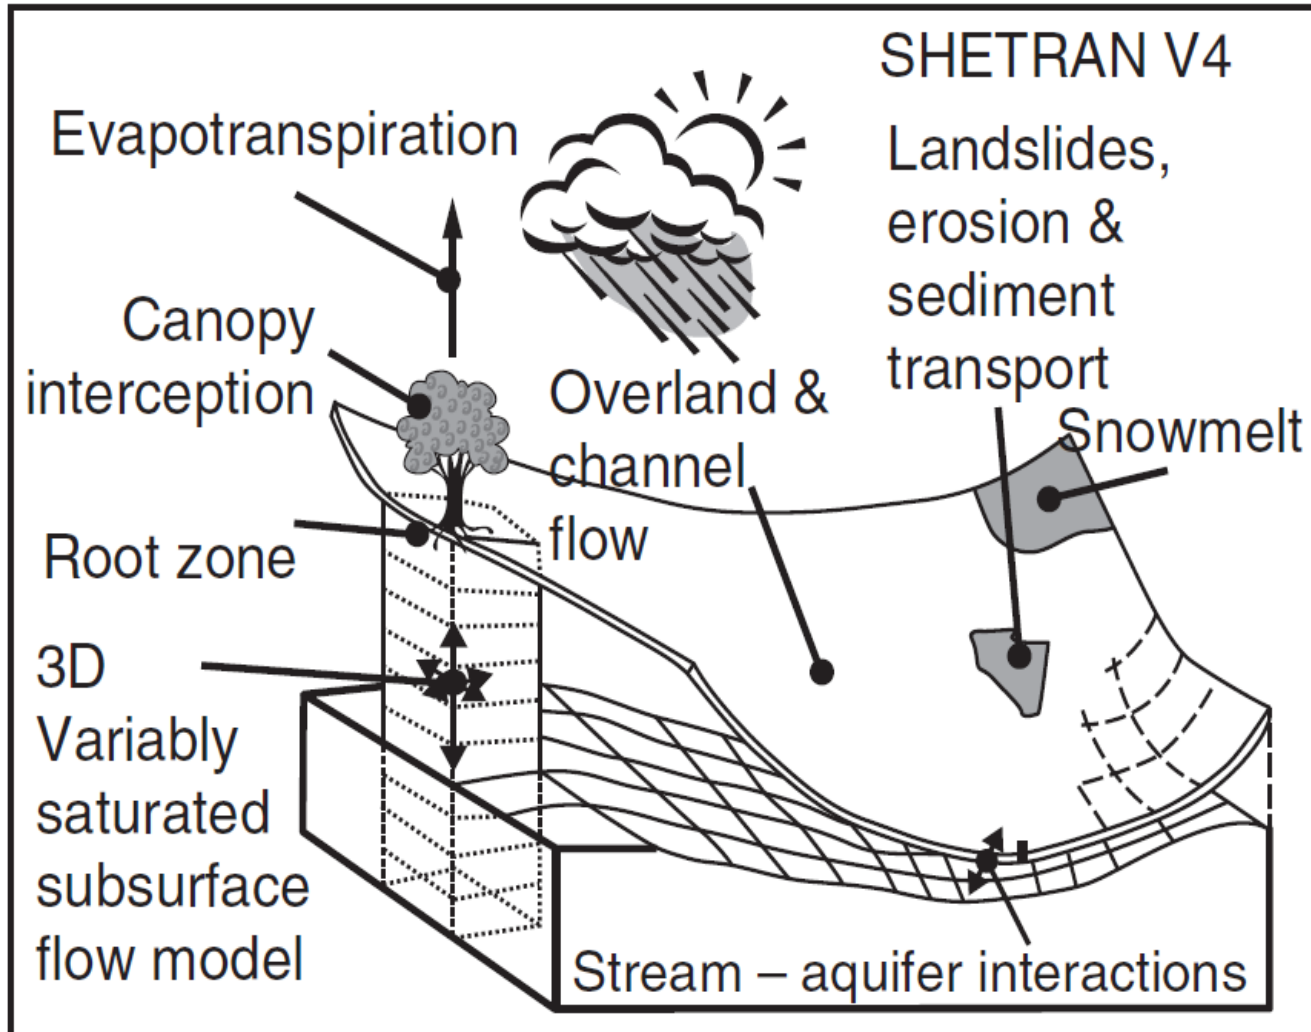 SHETRAN V4
Evapotranspiration
Landslides,
erosion &
sediment
transport
Canopy
interception
Overland &
channel
flow
Snowmelt
Root zone
3D
Variably
saturated
subsurface
flow model
Stream – aquifer interactions